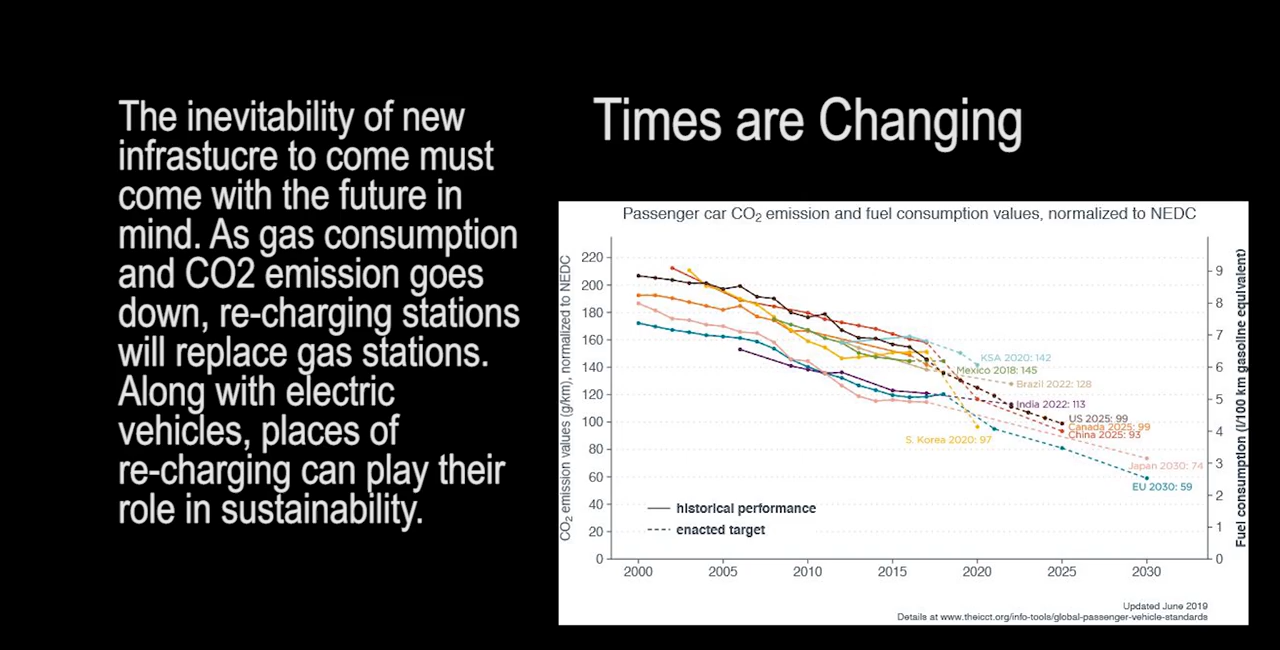 The inevitability of new
infrastucre to come must
come with the future in
mind. As gas consumption
and CO2 emission goes
down, re-charging stations
will replace gas stations.
Along with electric
vehicles, places of
re-charging can play their
role in sustainability.
Times are Changing
Passenger car CO₂ emission and fuel consumption values, normalized to NEDC
CO₂ emission values (g/km), normalized to NEDC
220
200
180
160
140
120
100
80
60
40
20
0
KSA 2020: 142
Mexico 2018: 145
Brazil 2022: 128
India 2022: 113
US 2025: 99
Canada 2025: 99
China 2025: 93
S. Korea 2020: 97
Japan 2030: 74
EU 2030: 59
historical performance
enacted target
9
8
7
6
5
4
3
2
1
0
Fuel consumption (l/100 km gasoline equivalent)
2000 2005 2010 2015 2020 2025 2030
Updated June 2019
Details at www.theicct.org/info-tools/global-passenger-vehicle-standards